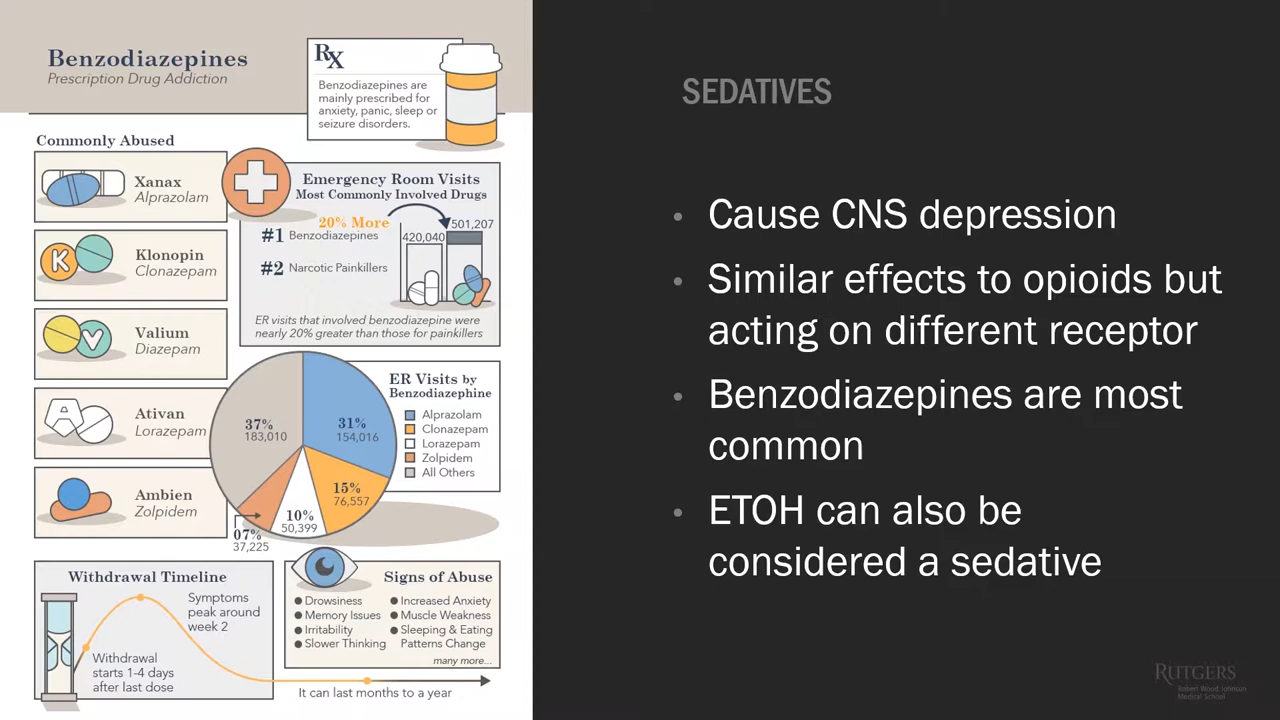 Benzodiazepines
Prescription Drug Addiction
Rx
Benzodiazepines are
mainly prescribed for
anxiety, panic, sleep or
seizure disorders.
Commonly Abused
Xanax
Alprazolam
K
Klonopin
Clonazepam
V
Valium
Diazepam
A
Ativan
Lorazepam
Ambien
Zolpidem
Emergency Room Visits
Most Commonly Involved Drugs
20% More
#1 Benzodiazepines
#2 Narcotic Painkillers
420,040
501,207
ER visits that involved benzodiazepine were
nearly 20% greater than those for painkillers
ER Visits by
Benzodiazephine
Alprazolam
Clonazepam
Lorazepam
Zolpidem
All Others
37%
183,010
31%
154,016
15%
76,557
10%
50,399
07%
37,225
Withdrawal Timeline
Symptoms
peak around
week 2
Withdrawal
starts 1-4 days
after last dose
It can last months to a year
Signs of Abuse
Drowsiness
Memory Issues
Irritability
Slower Thinking
Increased Anxiety
Muscle Weakness
Sleeping & Eating
Patterns Change
many more...
SEDATIVES
• Cause CNS depression
• Similar effects to opioids but
acting on different receptor
• Benzodiazepines are most
common
• ETOH can also be
considered a sedative
RUTGERS
Robert Wood Johnson
Medical School